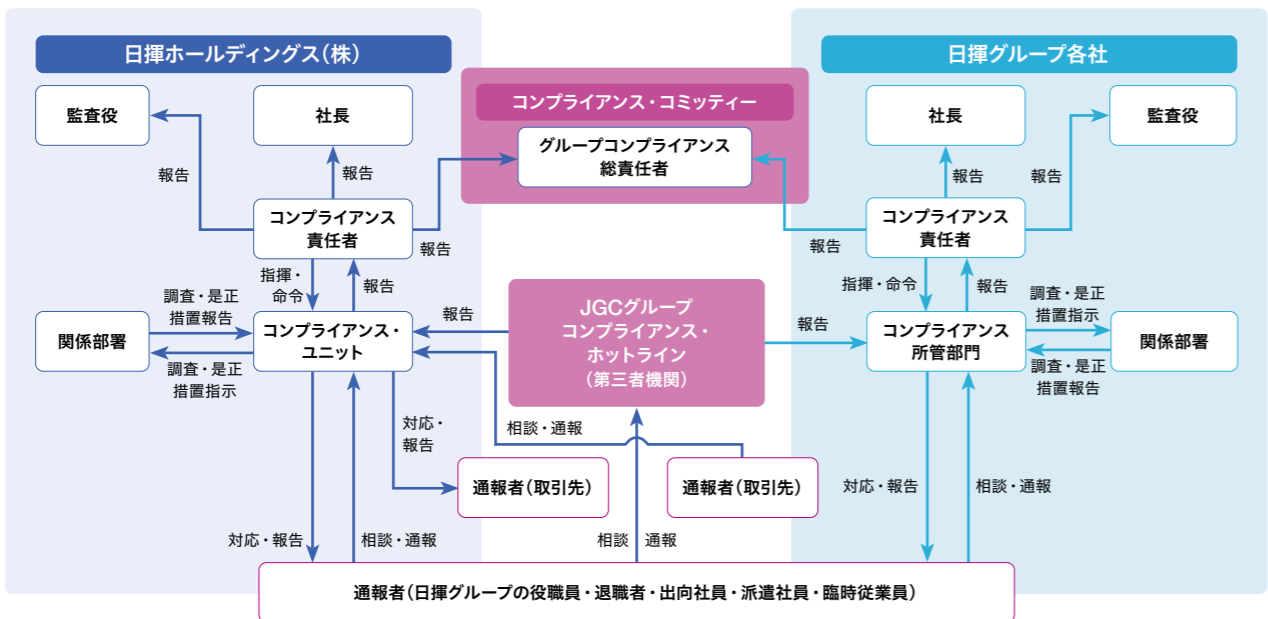 日揮ホールディングス(株)
日揮グループ各社
コンプライアンス・コミッティー
グループコンプライアンス
総責任者
監査役
社長
報告
報告
コンプライアンス
責任者
報告
指揮・
命令
報告
調査・是正
措置報告
関係部署
コンプライアンス・
ユニット
調査・是正
措置指示
報告
JGCグループ
コンプライアンス・
ホットライン
(第三者機関)
報告
社長
監査役
報告
報告
コンプライアンス
責任者
報告
指揮・命令
報告
調査・是正
措置指示
コンプライアンス
所管部門
関係部署
調査・是正
措置報告
対応・
報告
相談・通報
通報者(取引先)
通報者(取引先)
対応・報告
相談・通報
相談
通報
対応・報告
相談・通報
通報者(日揮グループの役職員・退職者・出向社員・派遣社員・臨時従業員)